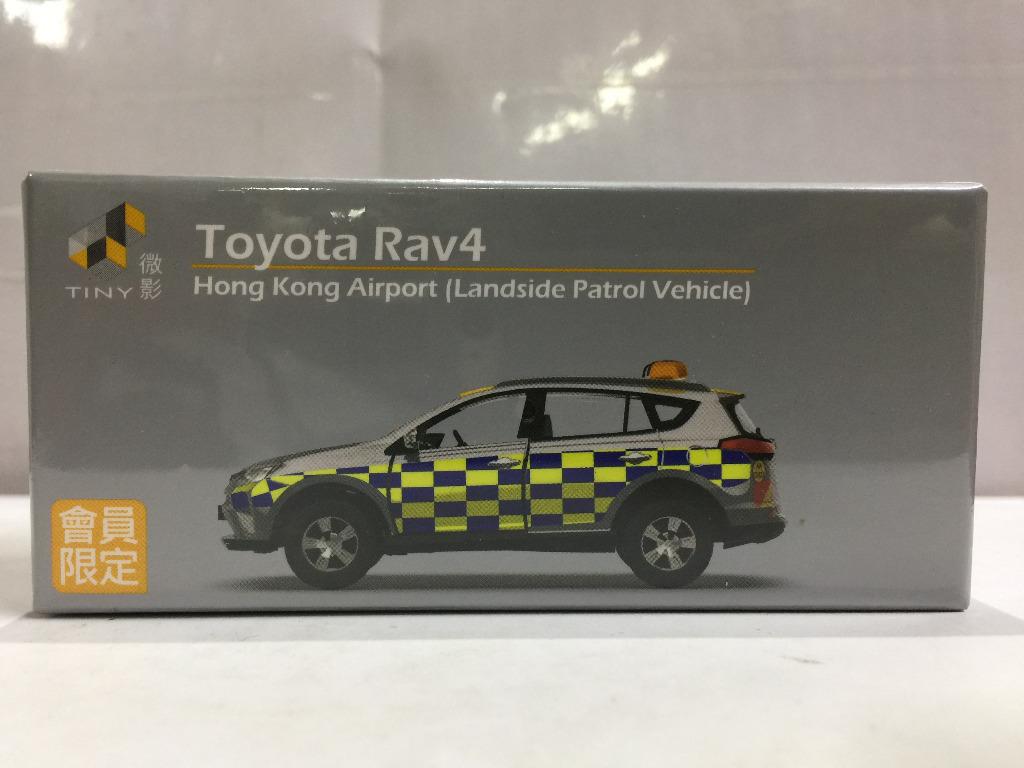 Toyota Rav4
Hong Kong Airport (Landside Patrol Vehicle)
TINY
微
影
會員
限定